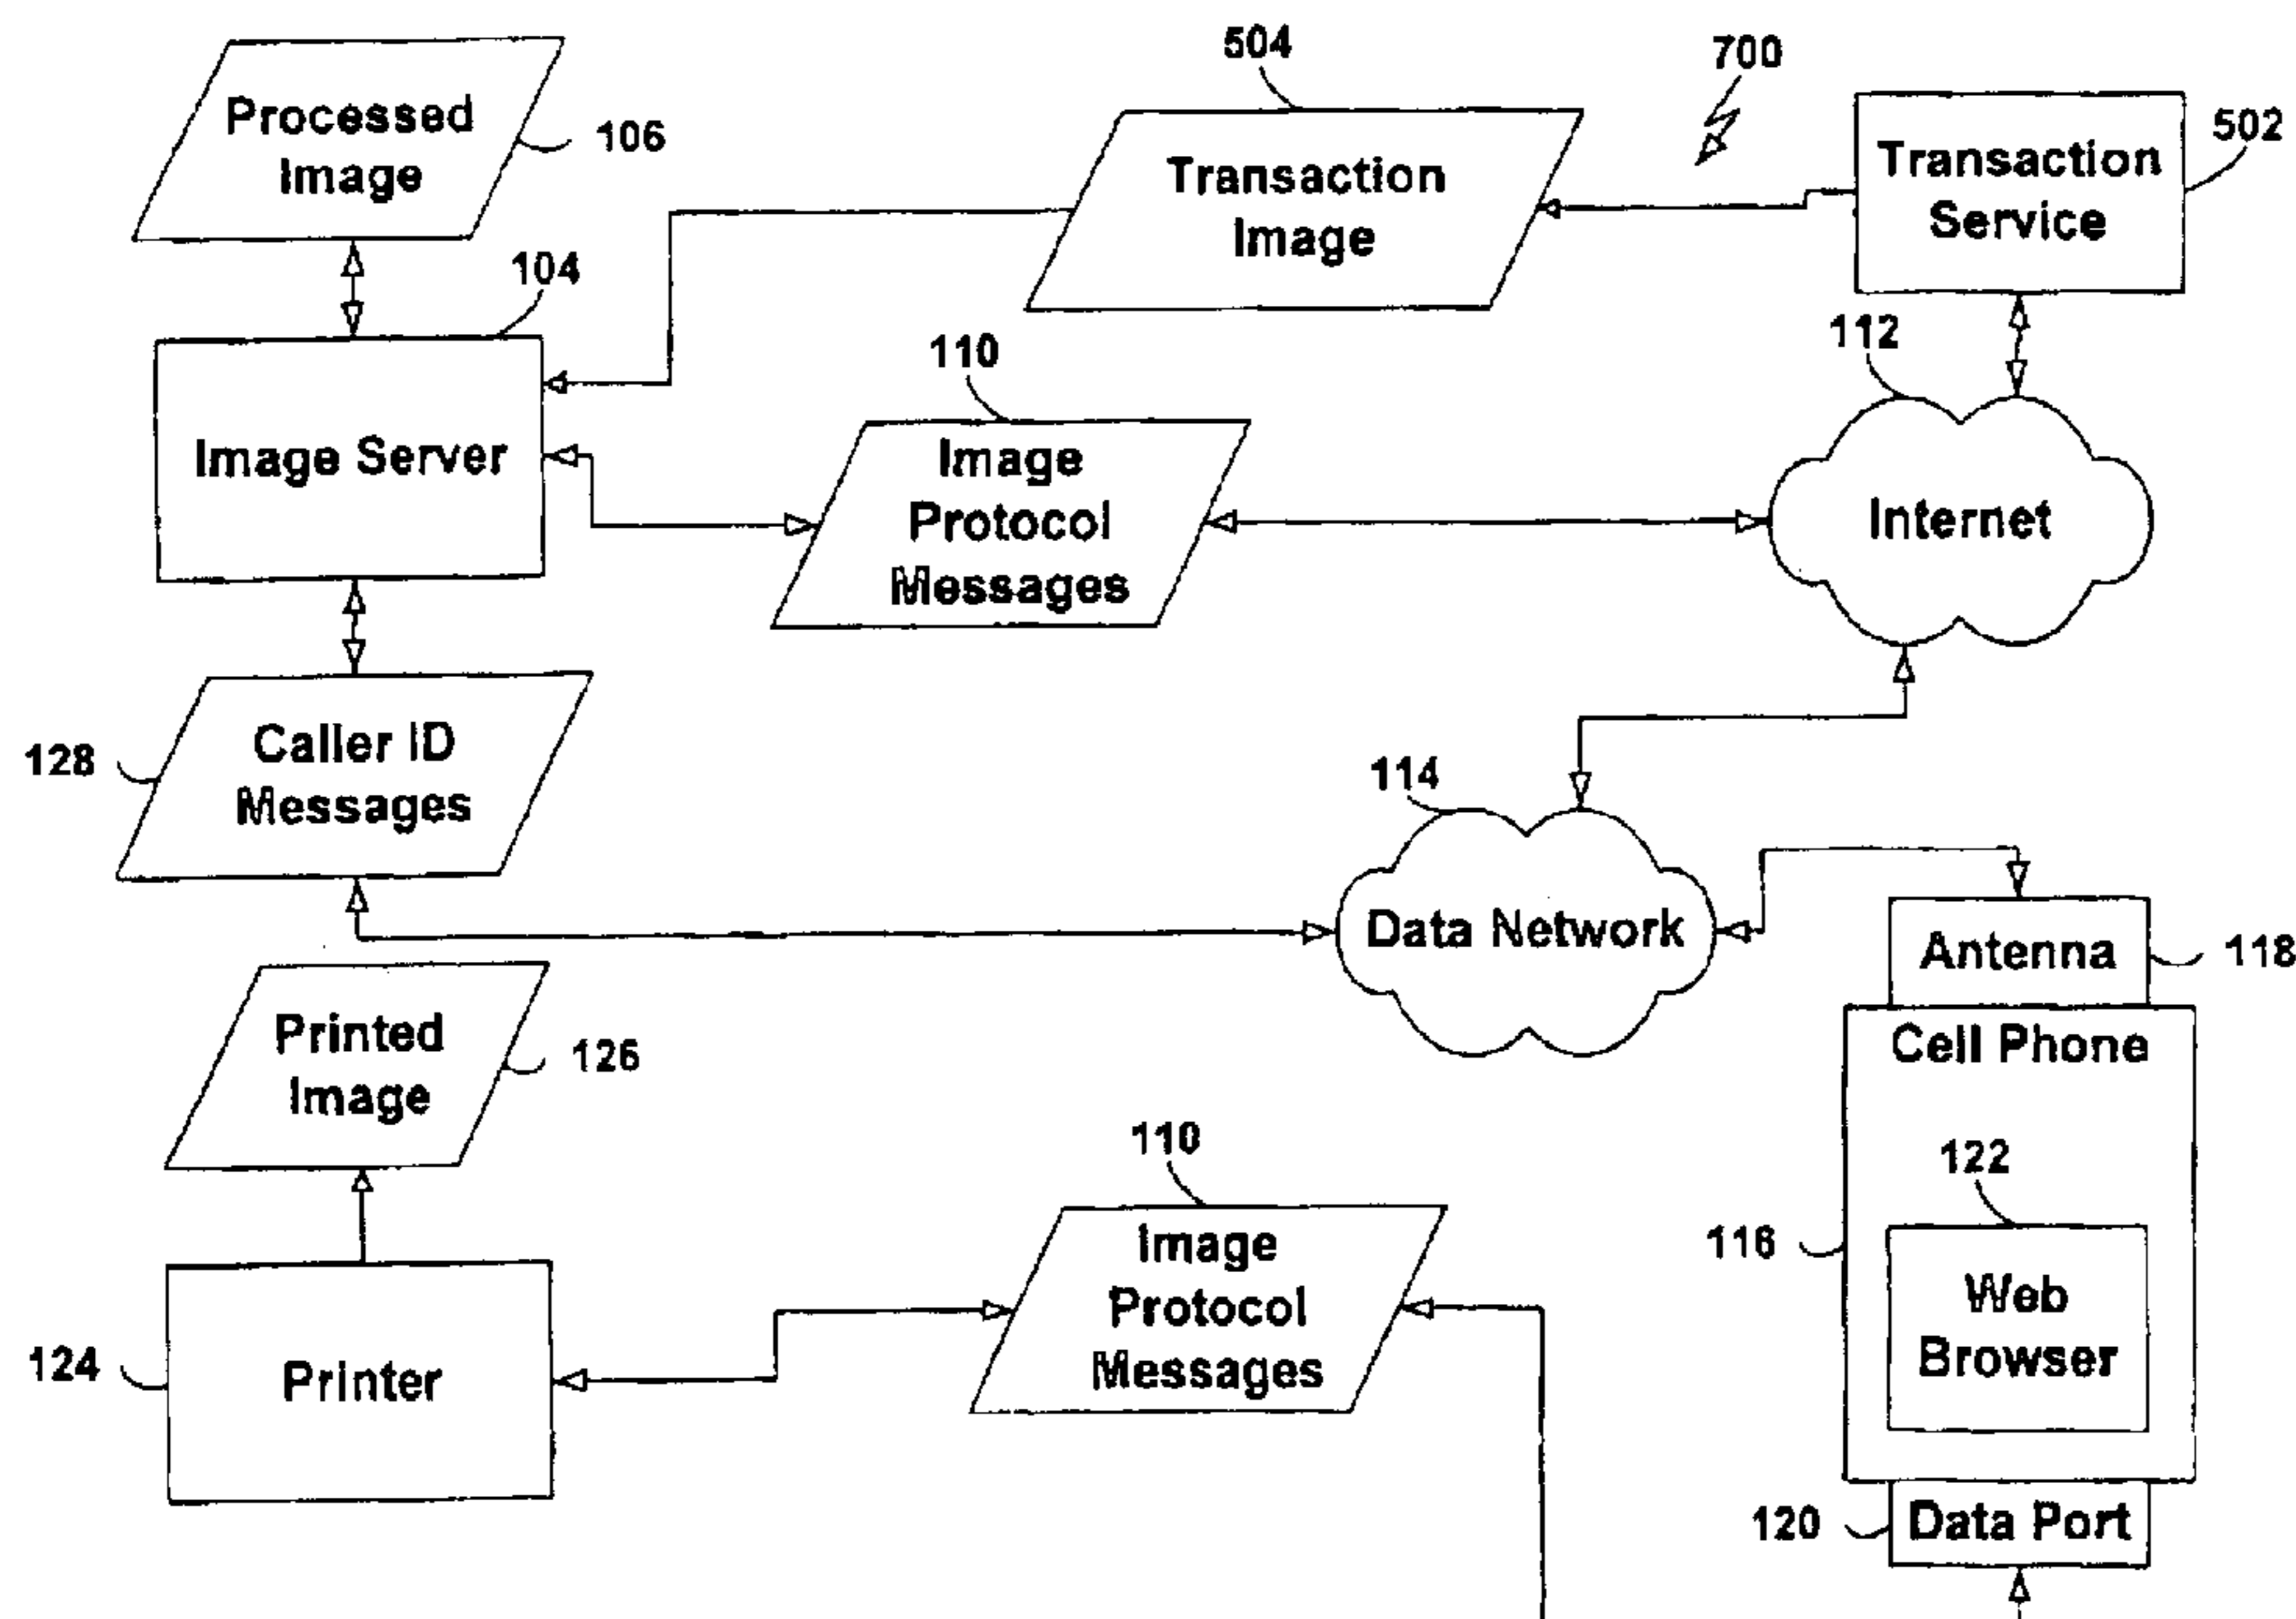 504
700
Processed
Image
106
Transaction
Image
Transaction
Service
502
104
110
112
Image Server
Image
Protocol
Messages
Internet
128
Caller ID
Messages
114
Data Network
Antenna
118
Printed
Image
126
Cell Phone
110
122
116
Image
Protocol
Messages
Web
Browser
124
Printer
120
Data Port